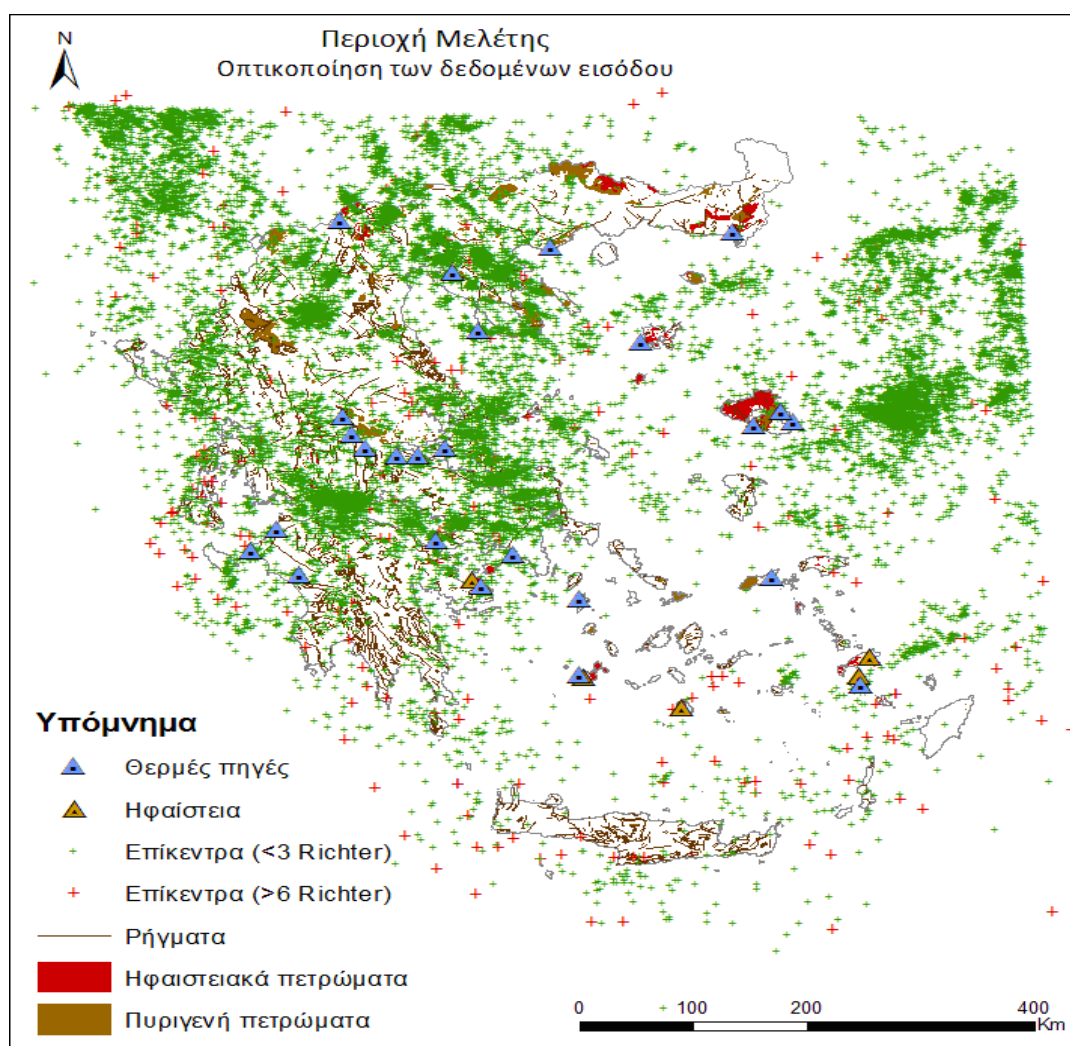 N
Περιοχή Μελέτης
Οπτικοποίηση των δεδομένων εισόδου
Υπόμνημα
Θερμές πηγές
Ηφαίστεια
Επίκεντρα (<3 Richter)
Επίκεντρα (>6 Richter)
Ρήγματα
Ηφαιστειακά πετρώματα
Πυριγενή πετρώματα
0 100 200 400
Km